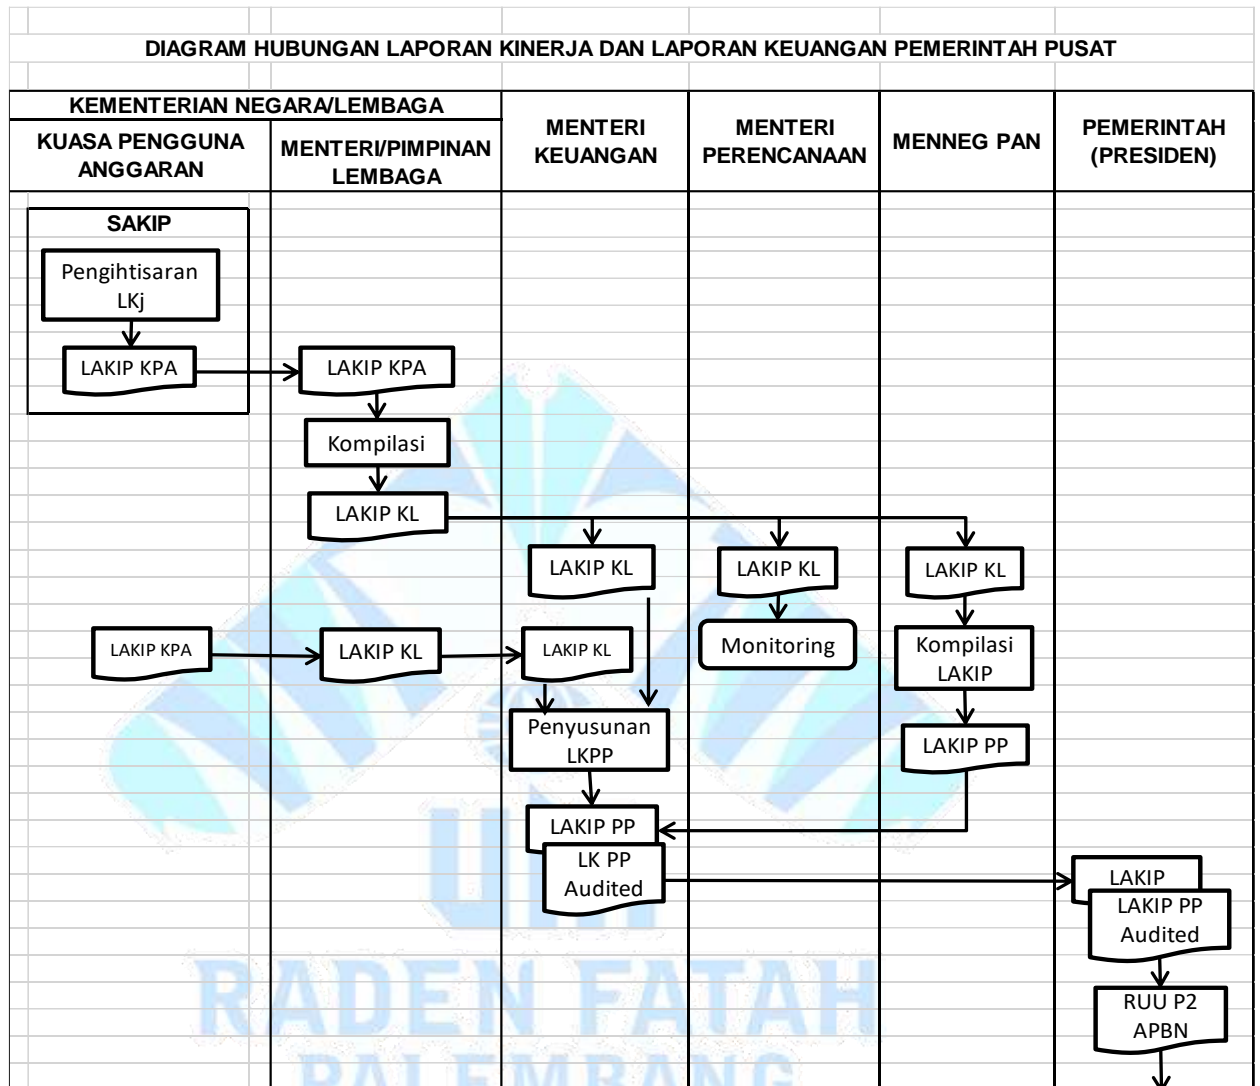 DIAGRAM HUBUNGAN LAPORAN KINERJA DAN LAPORAN KEUANGAN PEMERINTAH PUSAT
KEMENTERIAN NEGARA/LEMBAGA
KUASA PENGGUNA
ANGGARAN
MENTERI/PIMPINAN
LEMBAGA
MENTERI
KEUANGAN
MENTERI
PERENCANAAN
MENNEG PAN
PEMERINTAH
(PRESIDEN)
SAKIP
Pengihtisaran
LKj
LAKIP KPA
LAKIP KPA
Kompilasi
LAKIP KL
LAKIP KL
LAKIP KL
LAKIP KL
LAKIP KPA
LAKIP KL
LAKIP KL
Monitoring
Kompilasi
LAKIP
Penyusunan
LKPP
LAKIP PP
LAKIP PP
LK PP
Audited
LAKIP
LAKIP PP
Audited
RUU P2
APBN
UIN
RADEN FATAH
PALEMBANG